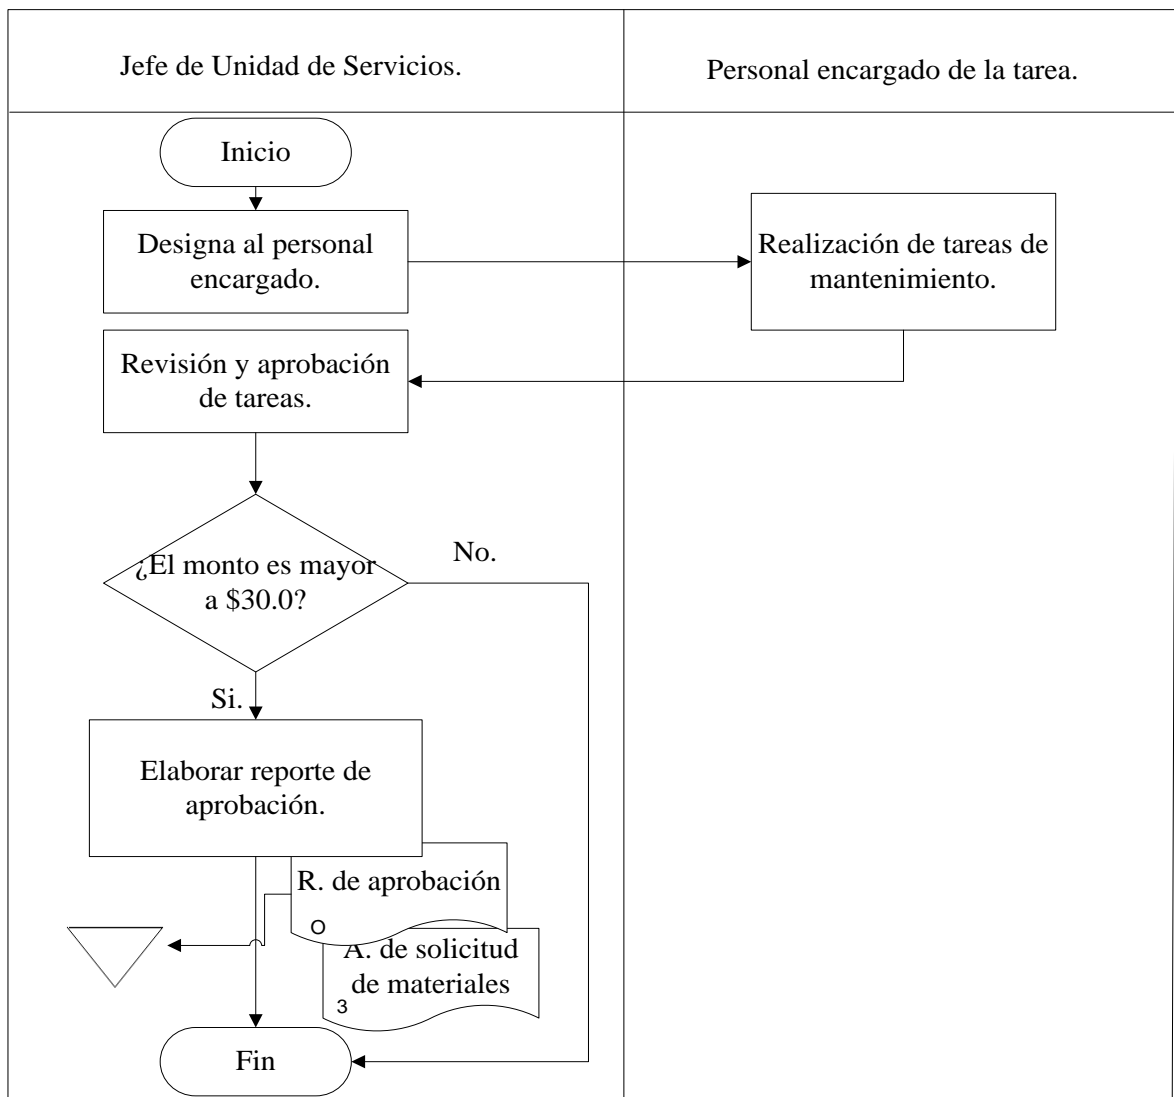 Jefe de Unidad de Servicios.
Personal encargado de la tarea.
Inicio
Designa al personal
encargado.
Realización de tareas de
mantenimiento.
Revisión y aprobación
de tareas.
¿El monto es mayor
a $30.0?
No.
Si.
Elaborar reporte de
aprobación.
R. de aprobación
O
A. de solicitud
de materiales
3
Fin